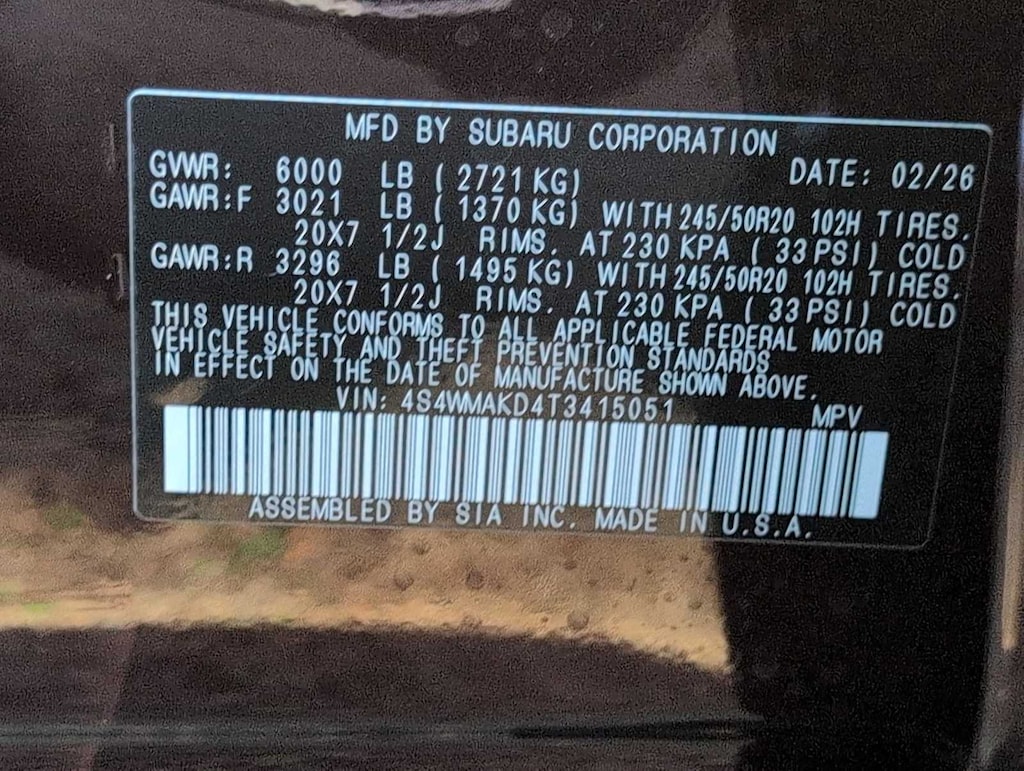 MFD BY SUBARU CORPORATION
GVWR: 6000 LB ( 2721 KG) DATE: 02/26
GAWR:F 3021 LB ( 1370 KG) WITH 245/50R20 102H TIRES.
20X7 1/2J RIMS. AT 230 KPA ( 33 PSI) COLD
GAWR:R 3296 LB ( 1495 KG) WITH 245/50R20 102H TIRES.
20X7 1/2J RIMS. AT 230 KPA ( 33 PSI) COLD
THIS VEHICLE CONFORMS TO ALL APPLICABLE FEDERAL MOTOR
VEHICLE SAFETY AND THEFT PREVENTION STANDARDS
IN EFFECT ON THE DATE OF MANUFACTURE SHOWN ABOVE.
VIN: 4S4WMAKD4T3415051 MPV
ASSEMBLED BY SIA INC. MADE IN U.S.A.